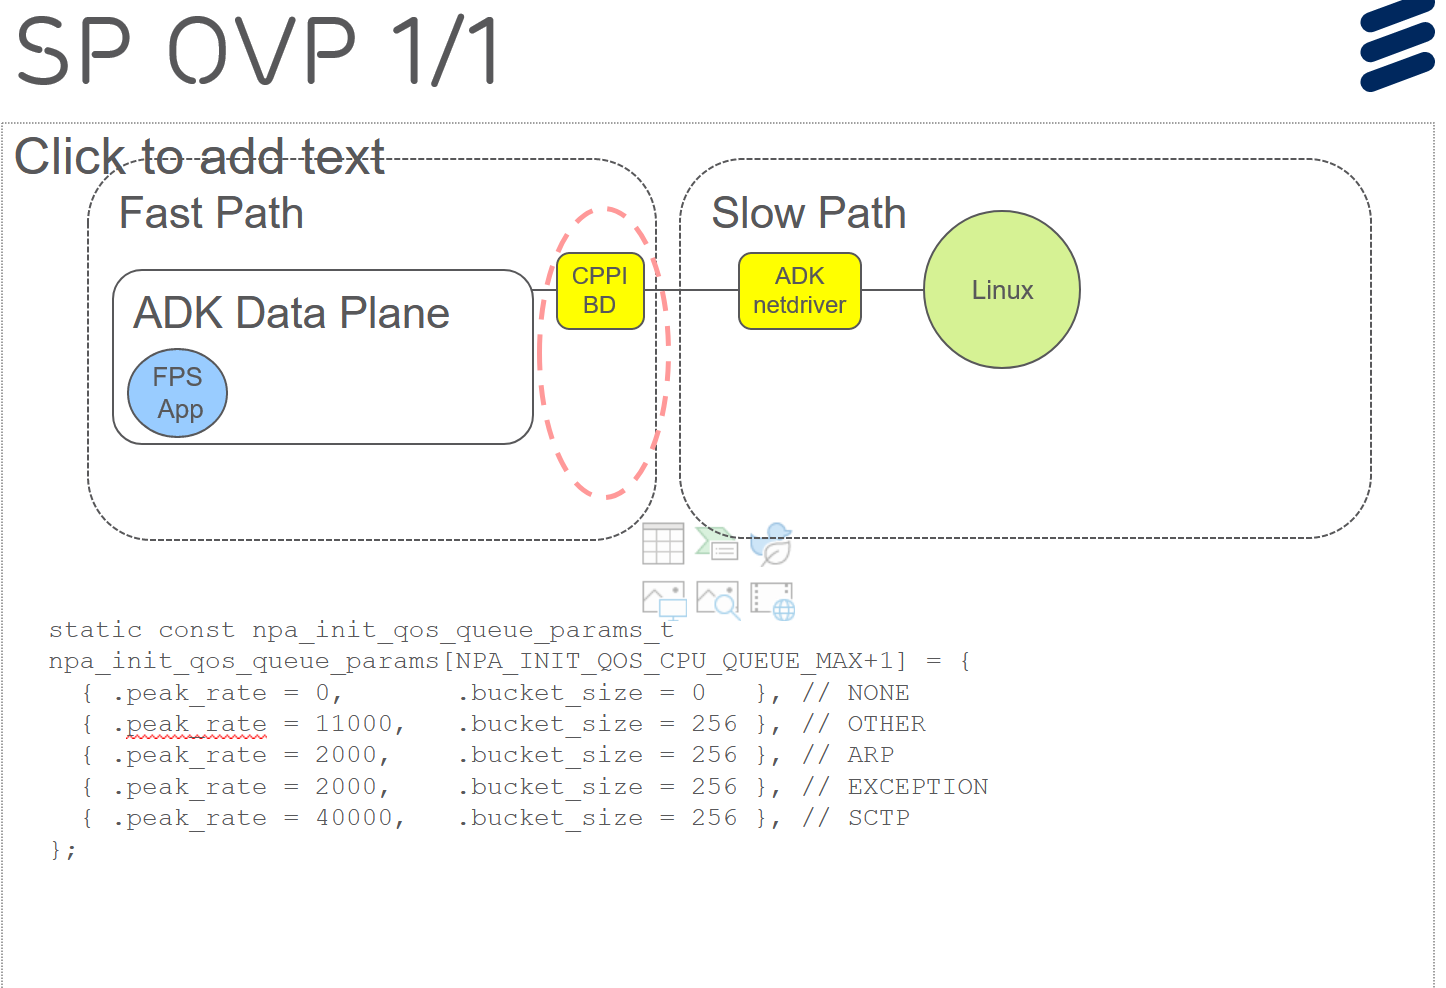 SP OVP 1/1
Click to add text
Fast Path
Slow Path
CPPI
BD
ADK
netdriver
Linux
ADK Data Plane
FPS
App
static const npa_init_qos_queue_params_t
npa_init_qos_queue_params[NPA_INIT_QOS_CPU_QUEUE_MAX+1] = {
  { .peak_rate = 0,       .bucket_size = 0   }, // NONE
  { .peak_rate = 11000,   .bucket_size = 256 }, // OTHER
  { .peak_rate = 2000,    .bucket_size = 256 }, // ARP
  { .peak_rate = 2000,    .bucket_size = 256 }, // EXCEPTION
  { .peak_rate = 40000,   .bucket_size = 256 }, // SCTP
};